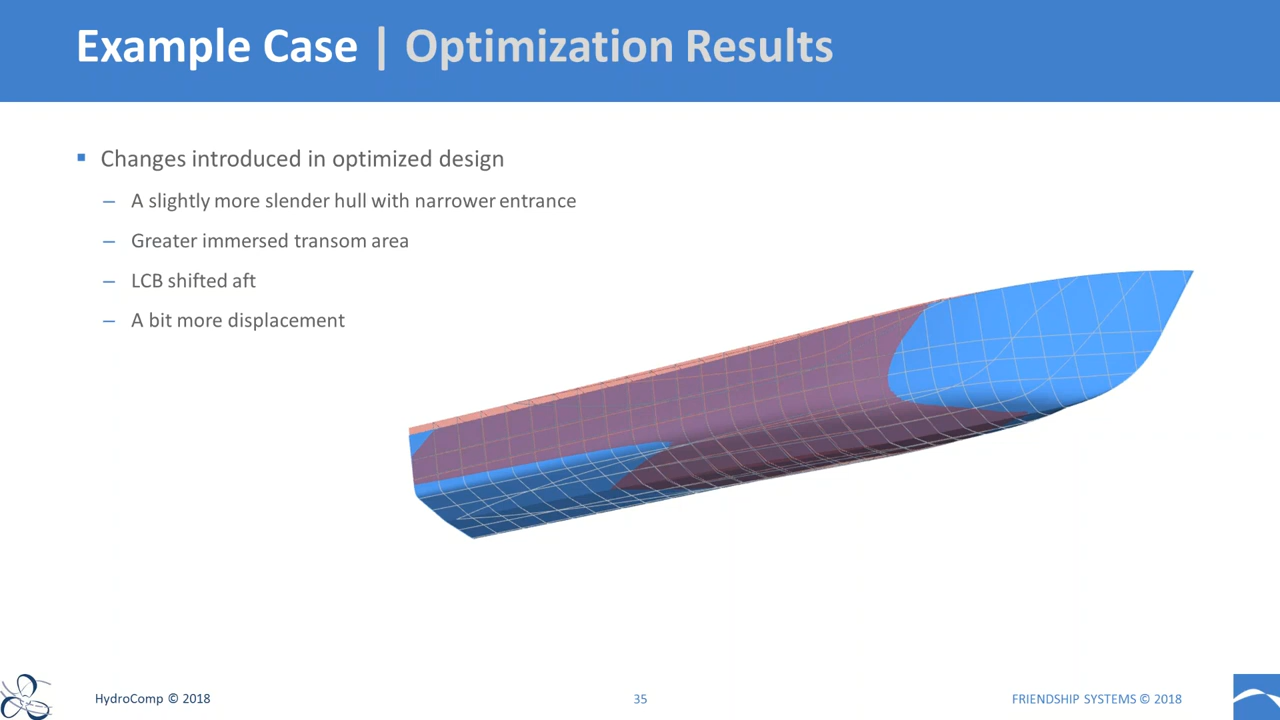 Example Case | Optimization Results
▪ Changes introduced in optimized design
– A slightly more slender hull with narrower entrance
– Greater immersed transom area
– LCB shifted aft
– A bit more displacement
HydroComp © 2018
35
FRIENDSHIP SYSTEMS © 2018